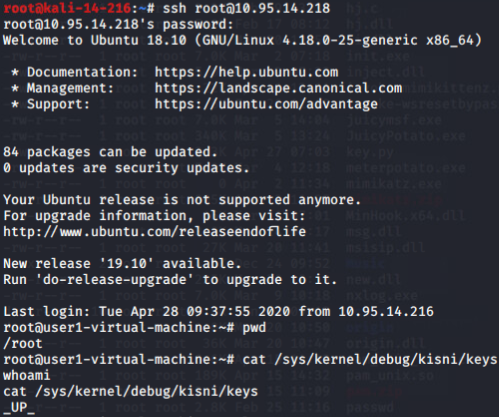 root@kali-14-216:~# ssh root@10.95.14.218
root@10.95.14.218's password:
Welcome to Ubuntu 18.10 (GNU/Linux 4.18.0-25-generic x86_64)
* Documentation: https://help.ubuntu.com
* Management: https://landscape.canonical.com
* Support: https://ubuntu.com/advantage
84 packages can be updated.
0 updates are security updates.
Your Ubuntu release is not supported anymore.
For upgrade information, please visit:
http://www.ubuntu.com/releaseendoflife
New release '19.10' available.
Run 'do-release-upgrade' to upgrade to it.
Last login: Tue Apr 28 09:37:55 2020 from 10.95.14.216
root@user1-virtual-machine:~# pwd
/root
root@user1-virtual-machine:~# cat /sys/kernel/debug/kisni/keys
whoami
cat /sys/kernel/debug/kisni/keys
_UP_